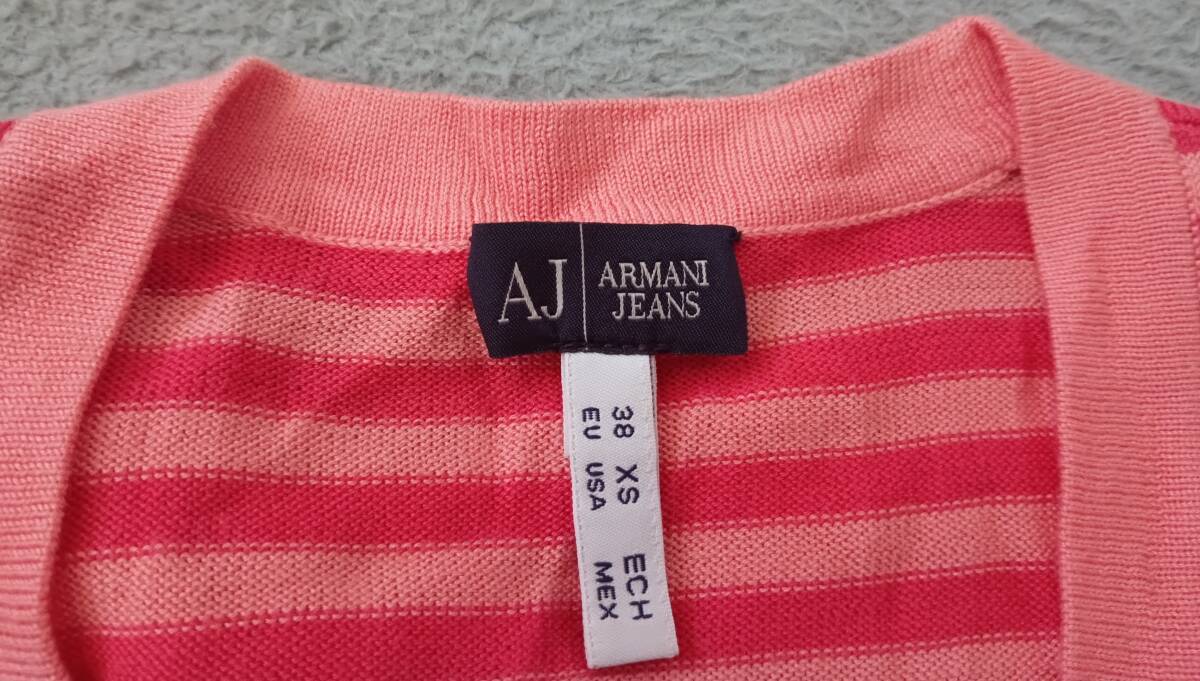 AJ ARMANI
JEANS
38 XS ECH
EU USA MEX